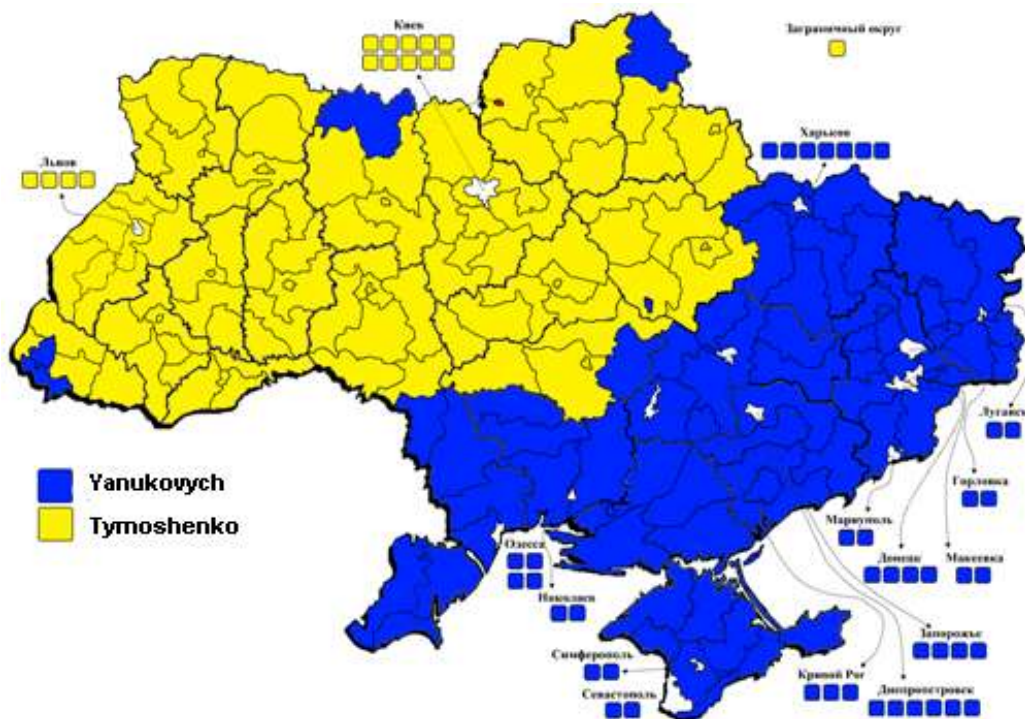 Киев
Заграничный округ
Харьков
Львов
Луганск
Yanukovych
Tymoshenko
Горловка
Мариуполь
Одесса
Донецк
Макеевка
Николаев
Запорожье
Симферополь
Кривой Рог
Севастополь
Днипропетровск